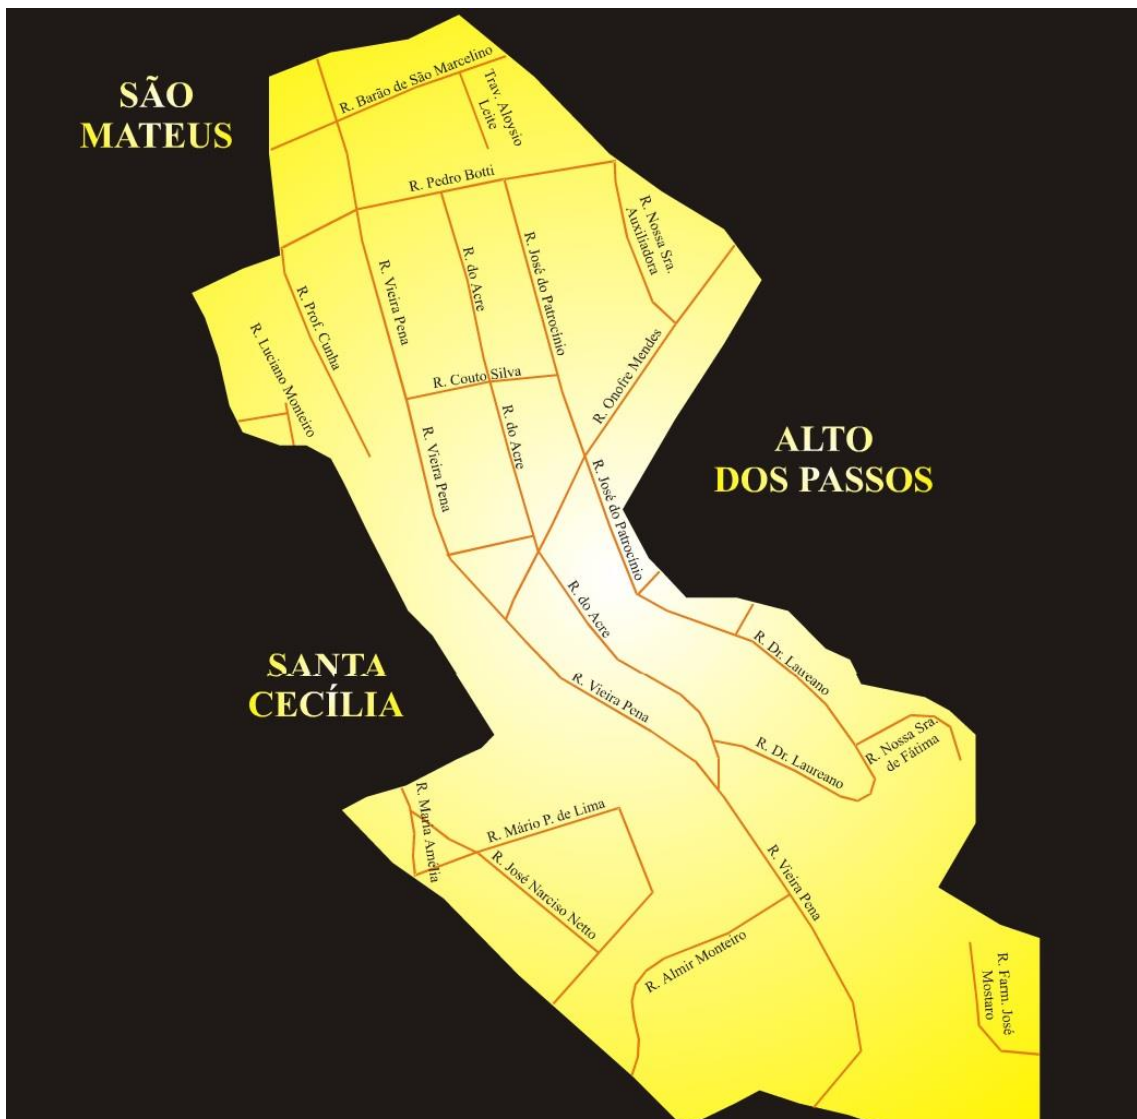 SÃO
MATEUS
R. Barão de São Marcelino
Trav. Aloysio
Leite
R. Pedro Botti
R. Nossa Sra.
Auxiliadora
R. Vieira Pena
R. do Acre
R. José do Patrocínio
R. Prof. Cunha
R. Luciano Monteiro
R. Couto Silva
R. Onofre Mendes
ALTO
DOS PASSOS
R. Vieira Pena
R. do Acre
R. José do Patrocínio
R. do Acre
SANTA
CECÍLIA
R. Vieira Pena
R. Dr. Laureano
R. Dr. Laureano
R. Nossa Sra.
de Fátima
R. Maria Amélia
R. Mário P. de Lima
R. José Narciso Netto
R. Vieira Pena
R. Almir Monteiro
R. Farm. José
Mostaro